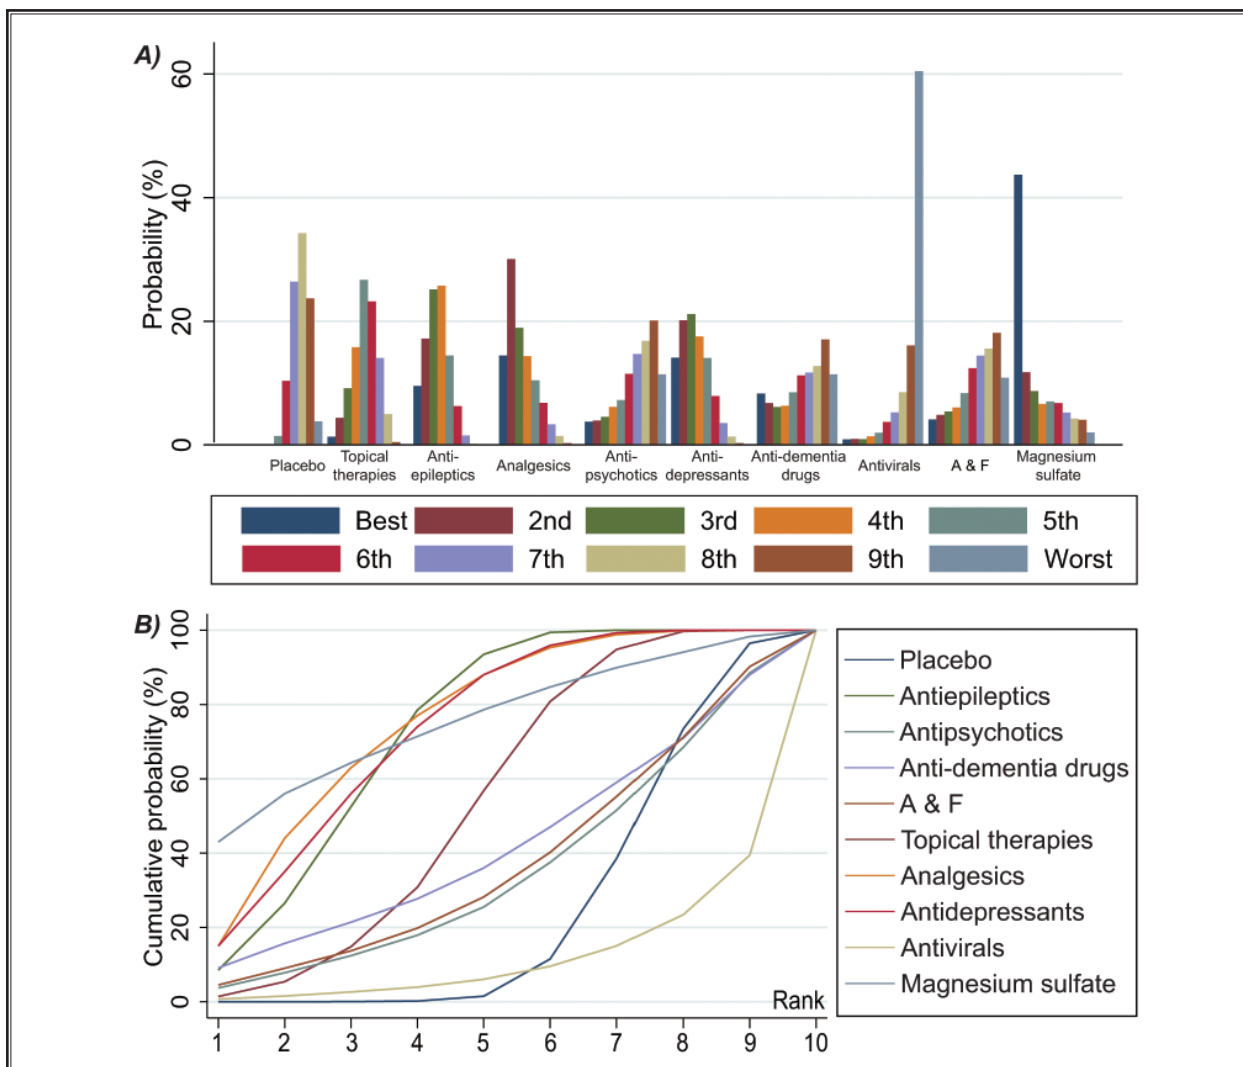 A)
Probability (%)
60
40
20
0
Placebo
Topical
therapies
Anti-
epileptics
Analgesics
Anti-
psychotics
Anti-
depressants
Anti-dementia
drugs
Antivirals
A & F
Magnesium
sulfate
Best 2nd 3rd 4th 5th
6th 7th 8th 9th Worst
B)
Cumulative probability (%)
100
80
60
40
20
0
Rank
1 2 3 4 5 6 7 8 9 10
Placebo
Antiepileptics
Antipsychotics
Anti-dementia drugs
A & F
Topical therapies
Analgesics
Antidepressants
Antivirals
Magnesium sulfate